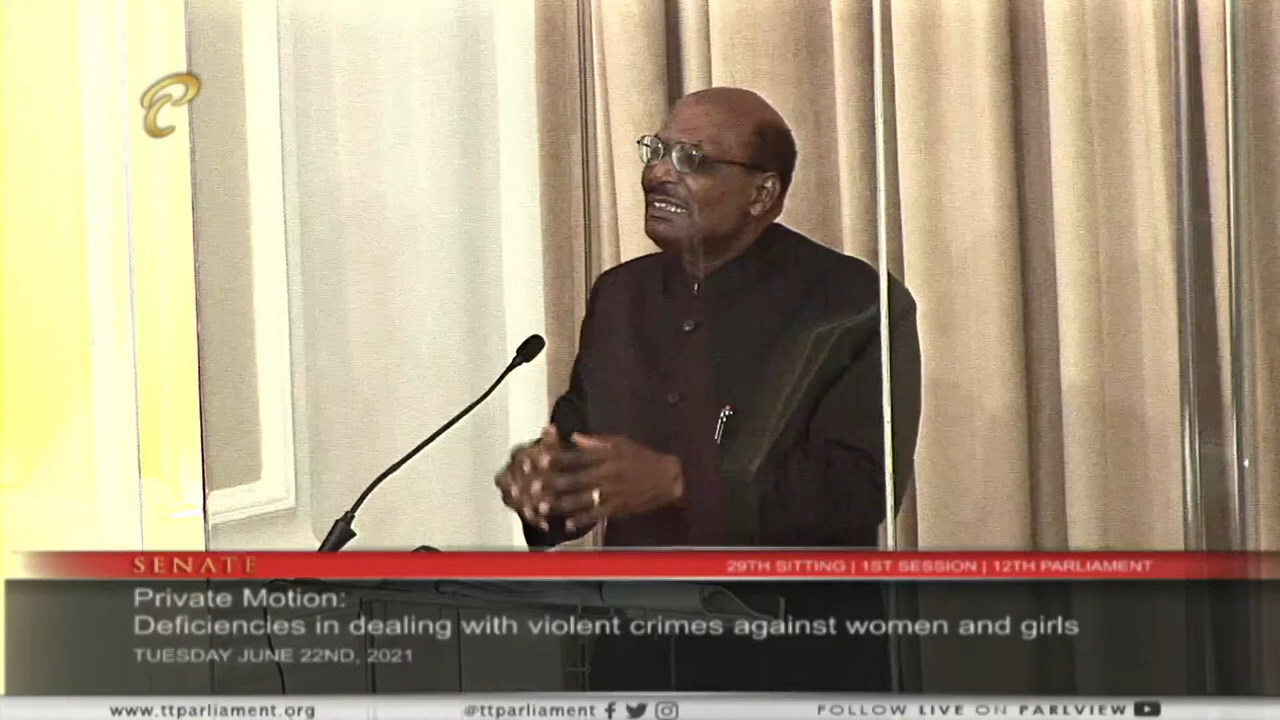 SENATE
29TH SITTING | 1ST SESSION | 12TH PARLIAMENT
Private Motion:
Deficiencies in dealing with violent crimes against women and girls
TUESDAY JUNE 22ND, 2021
www.ttparliament.org @ttparliament FOLLOW LIVE ON PARLVIEW